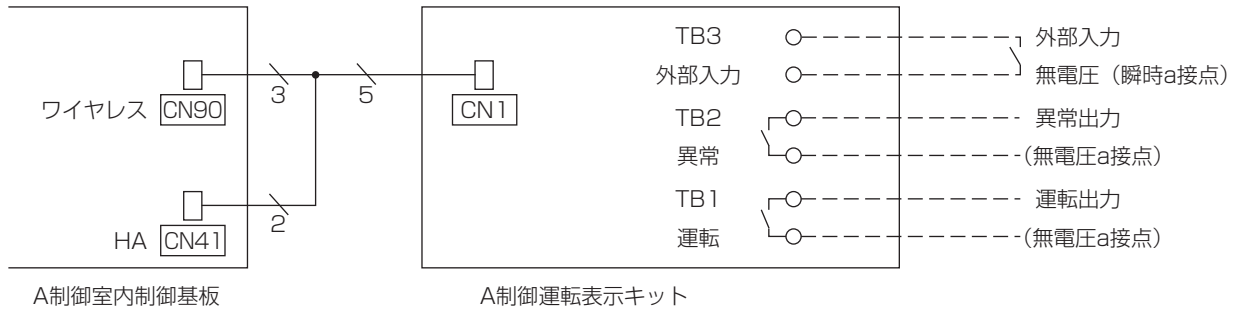 TB3 外部入力
外部入力 無電圧（瞬時a接点）
ワイヤレス CN90 3 5 CN1
TB2 異常出力
異常 (無電圧a接点)
TB1 運転出力
HA CN41 2
運転 (無電圧a接点)
A制御室内制御基板 A制御運転表示キット